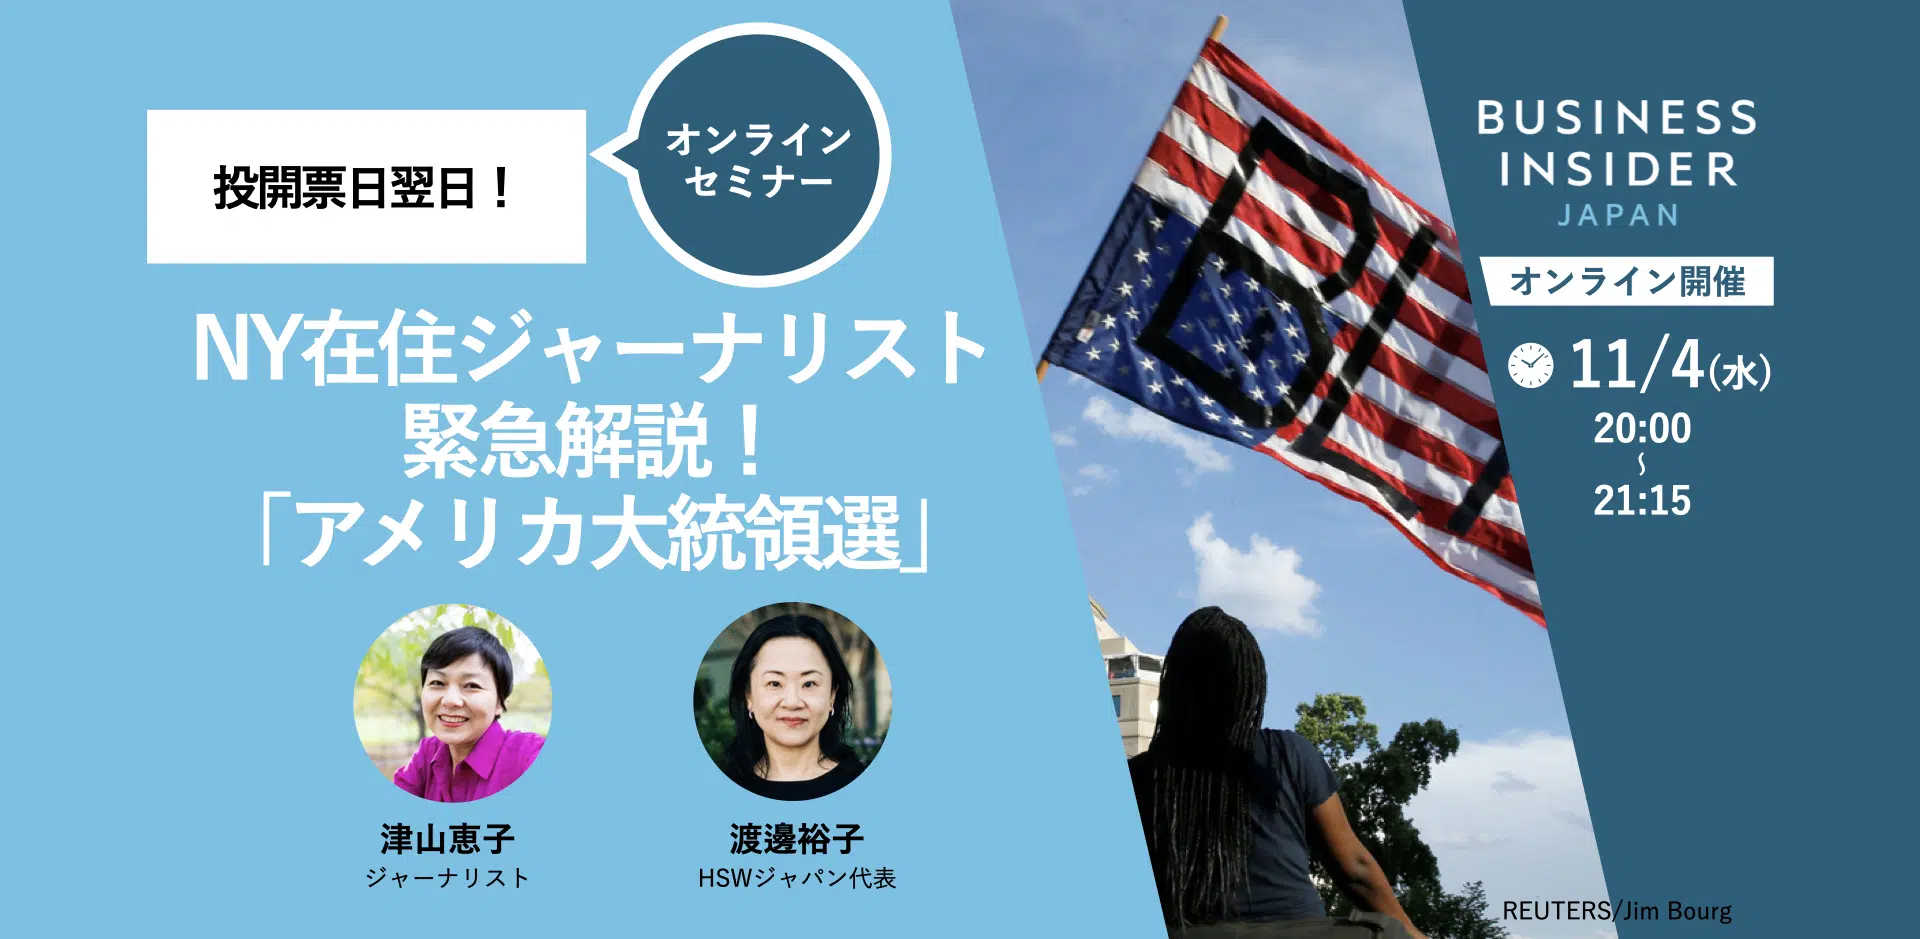 投開票日翌日！
オンライン
セミナー
NY在住ジャーナリスト
緊急解説！
「アメリカ大統領選」
津山恵子
ジャーナリスト
渡邊裕子
HSWジャパン代表
BL
BUSINESS
INSIDER
JAPAN
オンライン開催
11/4(水)
20:00
〜
21:15
REUTERS/Jim Bourg